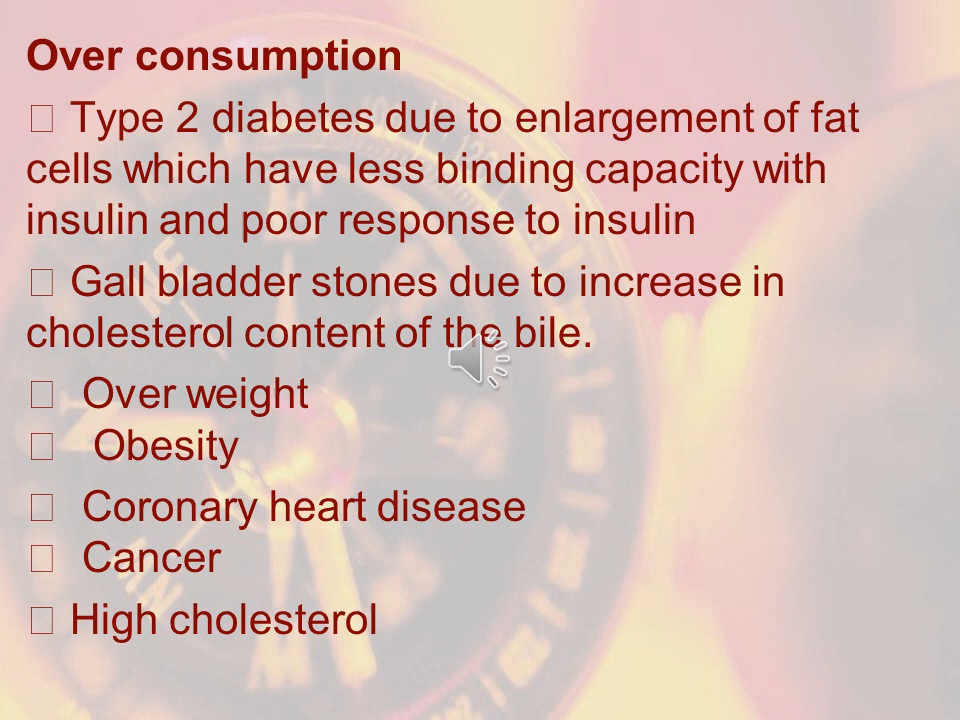 Over consumption
 Type 2 diabetes due to enlargement of fat
cells which have less binding capacity with
insulin and poor response to insulin
 Gall bladder stones due to increase in
cholesterol content of the bile.
 Over weight
 Obesity
 Coronary heart disease
 Cancer
 High cholesterol